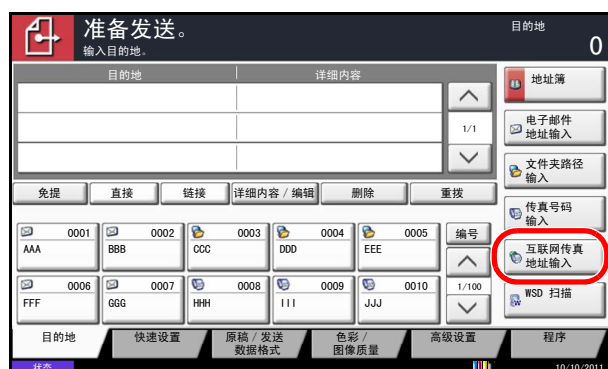 准备发送。
输入目的地。
目的地
0
目的地 详细内容
1/1
免提 直接 链接 详细内容 / 编辑 删除 重拨
0001 0002 0003 0004 0005 编号
AAA BBB CCC DDD EEE
0006 0007 0008 0009 0010 1/100
FFF GGG HHH III JJJ
地址簿
电子邮件
地址输入
文件夹路径
输入
传真号码
输入
互联网传真
地址输入
WSD 扫描
目的地 快速设置 原稿 / 发送
数据格式 色彩 /
图像质量 高级设置 程序
状态 10/10/2011